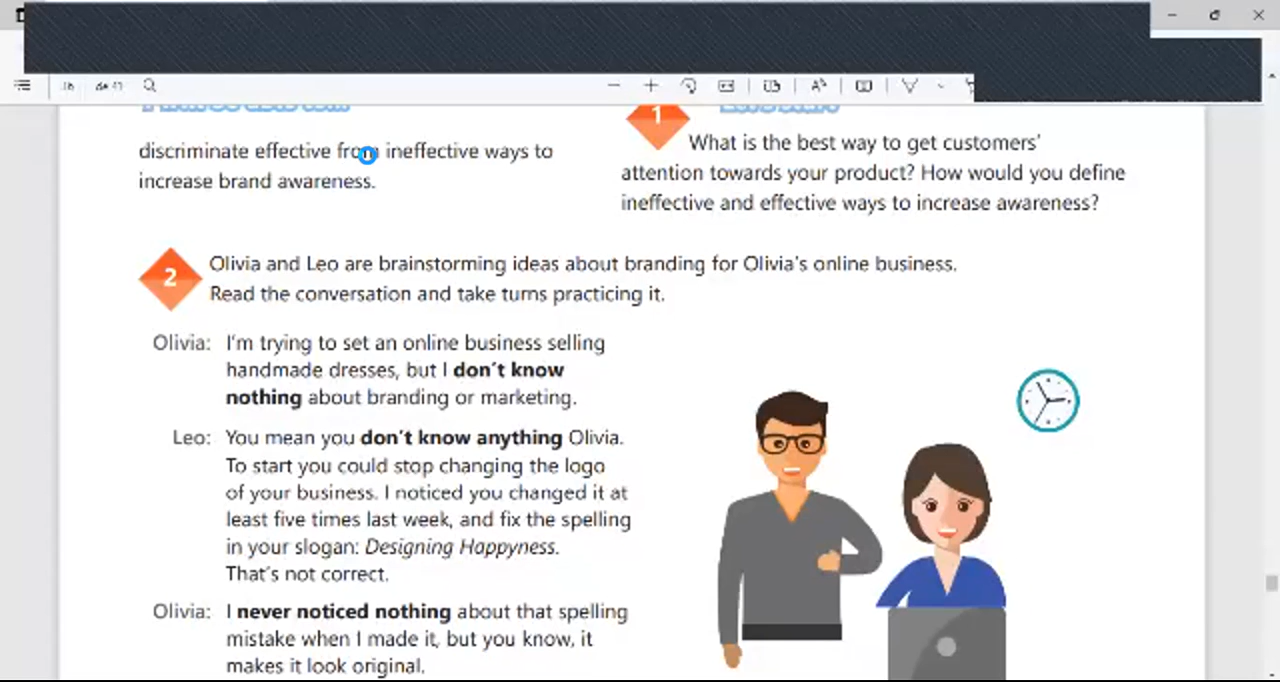 discriminate effective from ineffective ways to
increase brand awareness.
1
What is the best way to get customers'
attention towards your product? How would you define
ineffective and effective ways to increase awareness?
2
Olivia and Leo are brainstorming ideas about branding for Olivia's online business.
Read the conversation and take turns practicing it.
Olivia: I'm trying to set an online business selling
handmade dresses, but I don't know
nothing about branding or marketing.
Leo: You mean you don't know anything Olivia.
To start you could stop changing the logo
of your business. I noticed you changed it at
least five times last week, and fix the spelling
in your slogan: Designing Happyness.
That's not correct.
Olivia: I never noticed nothing about that spelling
mistake when I made it, but you know, it
makes it look original.